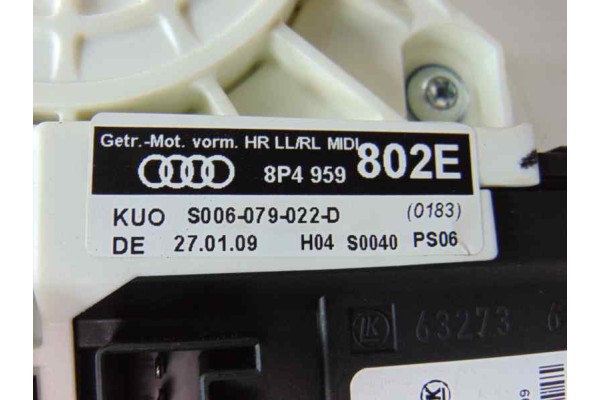 Getr.-Mot. vorm. HR LL/RL MIDI
8P4 959 802E
KUO S006-079-022-D (0183)
DE 27.01.09 H04 S0040 PS06
LK 63273